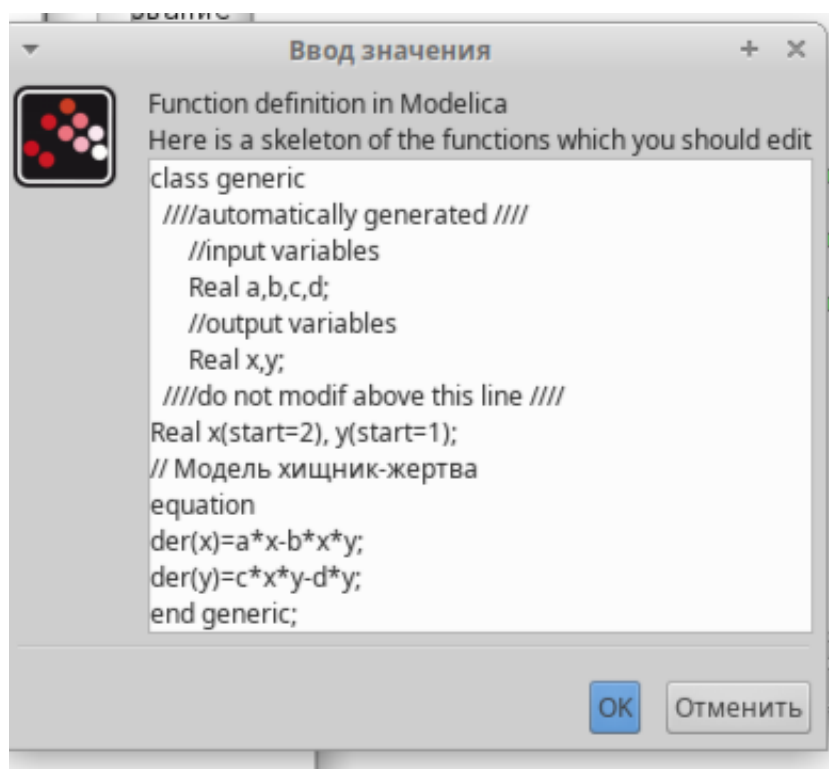 Ввод значения
Function definition in Modelica
Here is a skeleton of the functions which you should edit
class generic
////automatically generated ////
//input variables
Real a,b,c,d;
//output variables
Real x,y;
////do not modif above this line ////
Real x(start=2), y(start=1);
// Модель хищник-жертва
equation
der(x)=a*x-b*x*y;
der(y)=c*x*y-d*y;
end generic;
OK
Отменить